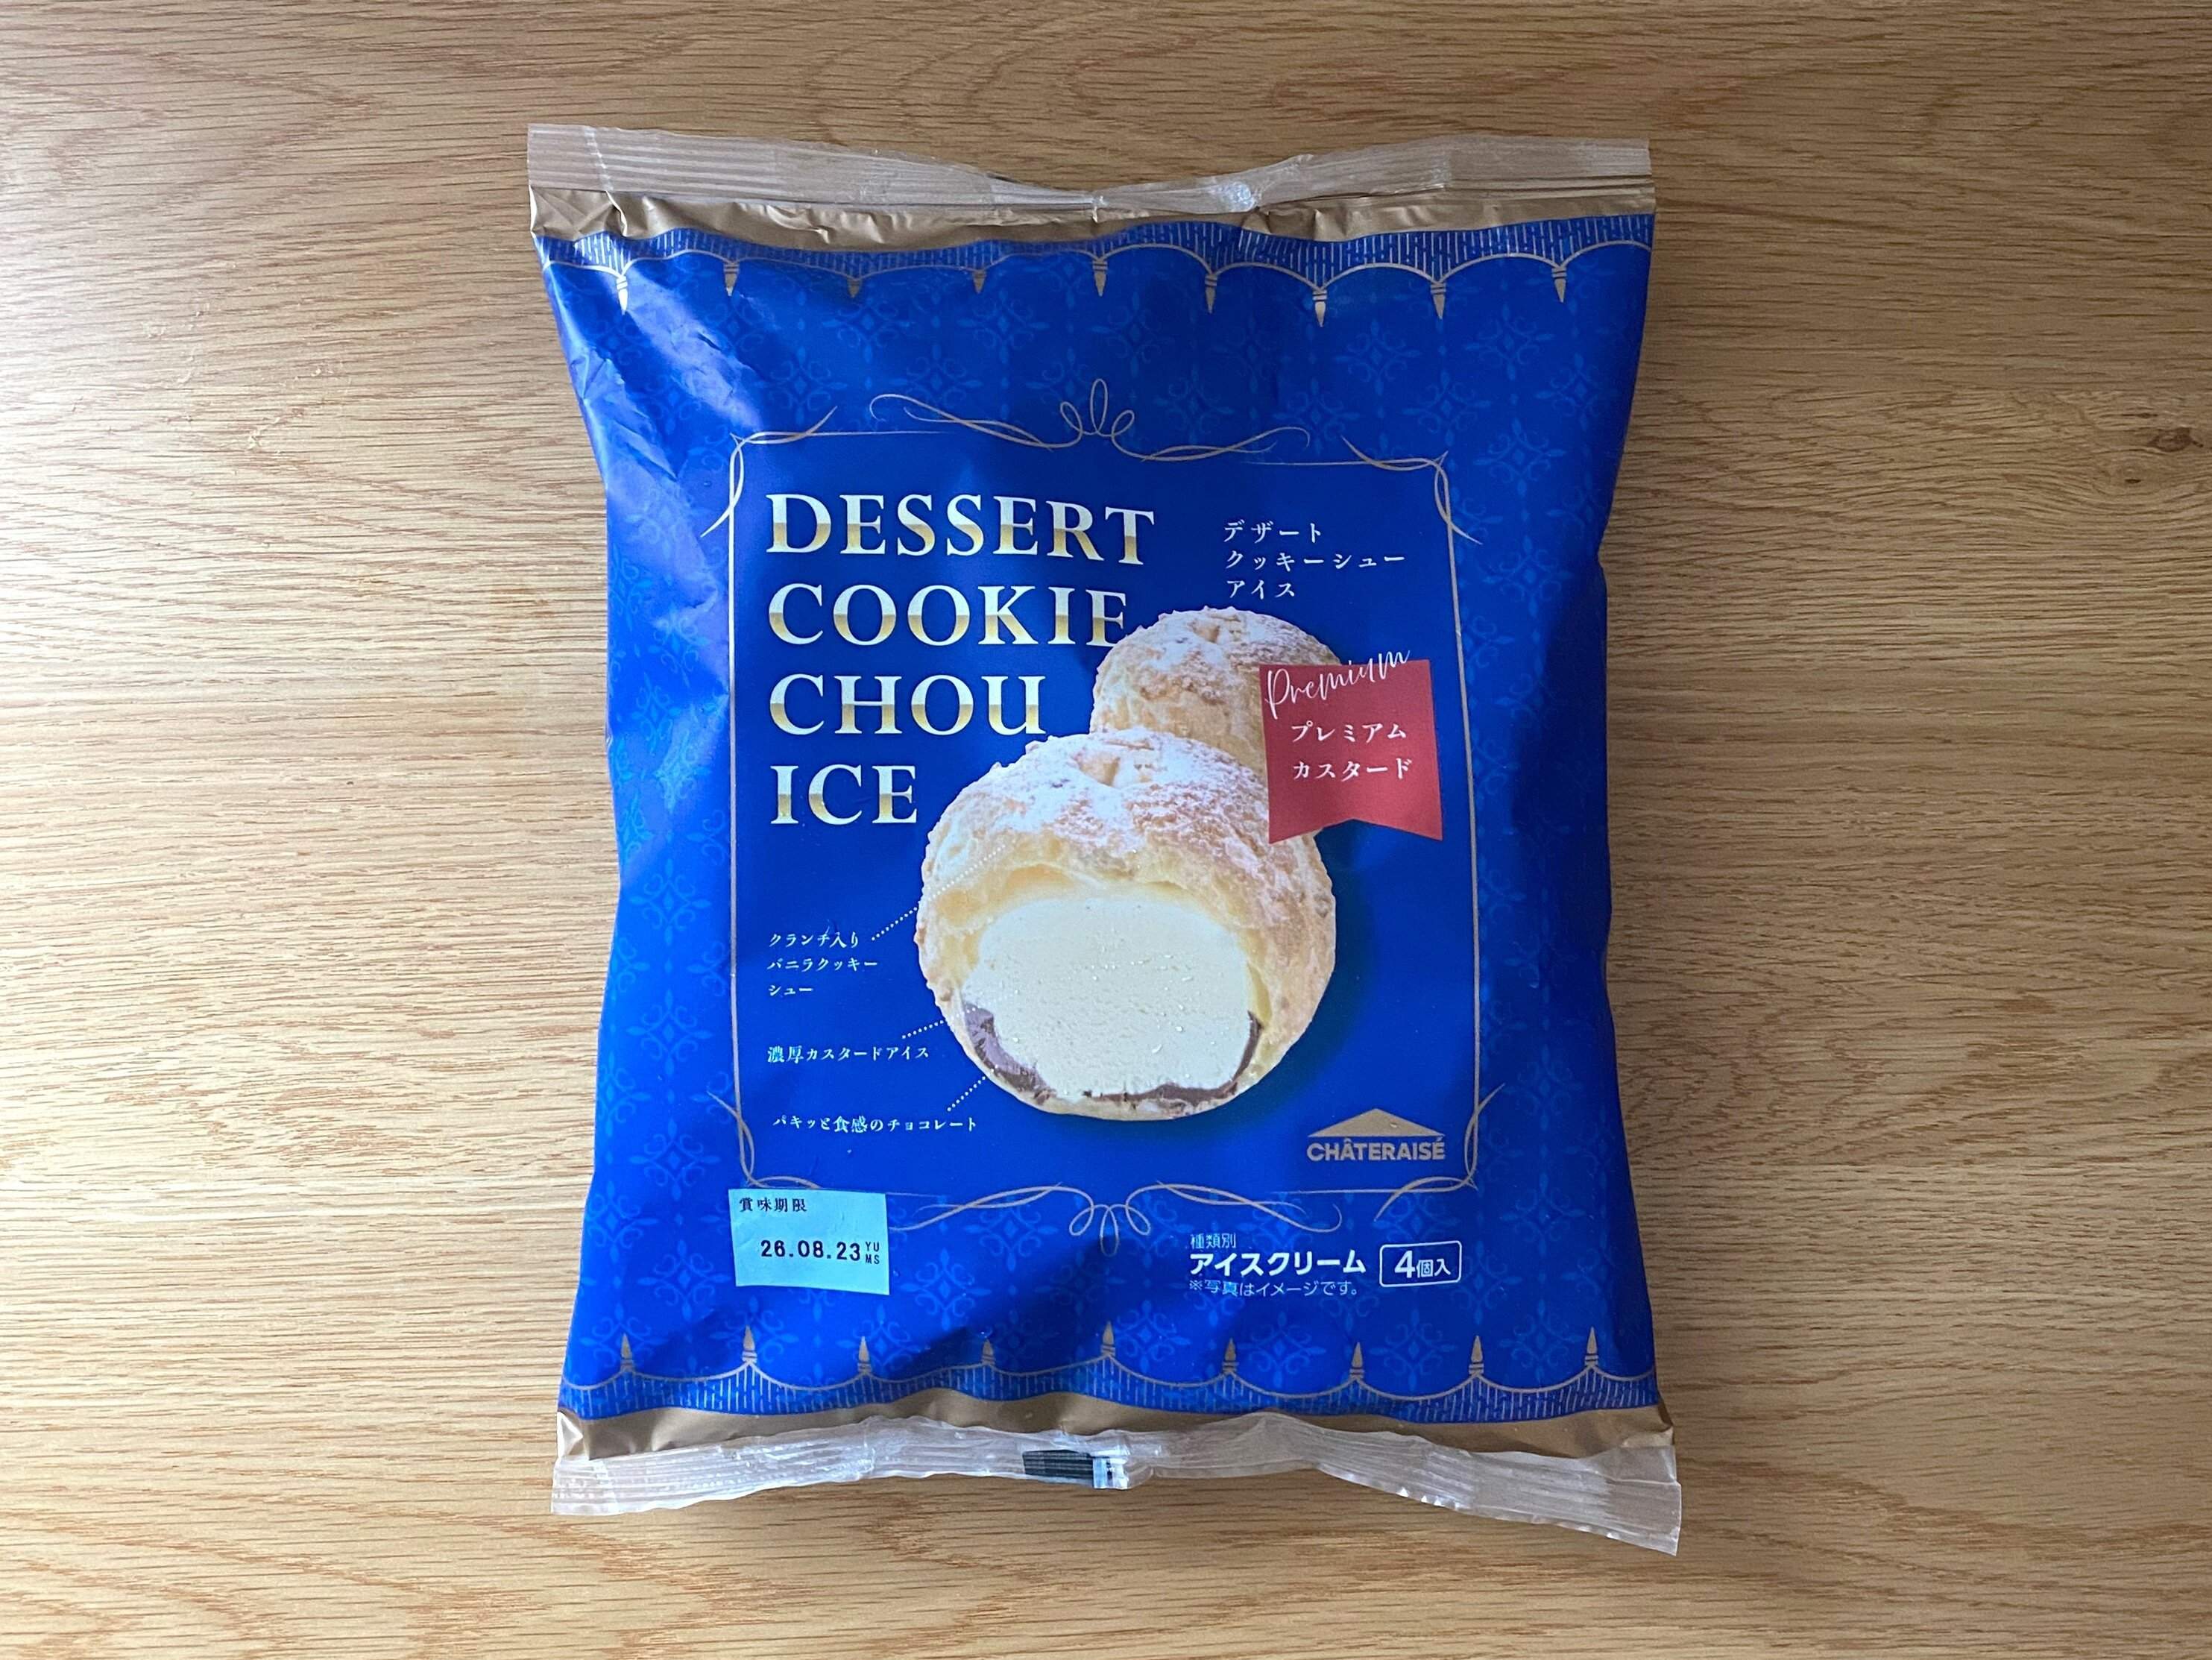 DESSERT
COOKIE
CHOU
ICE
デザート
クッキーシュー
アイス
Premium
プレミアム
カスタード
クランチ入り
バニラクッキー
シュー
濃厚カスタードアイス
パキッと食感のチョコレート
CHÂTERAISÉ
賞味期限
26.08.23 YU
MS
種類別
アイスクリーム 4個入
※写真はイメージです。